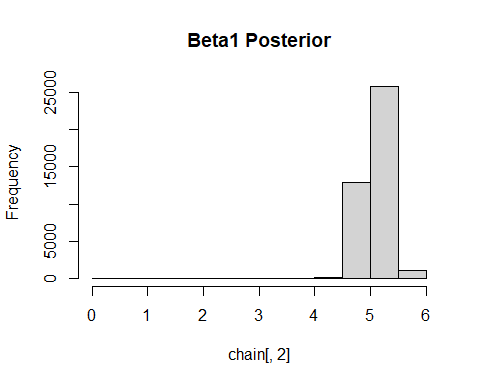 Beta1 Posterior
Frequency
25000
15000
5000
0
0 1 2 3 4 5 6
chain[, 2]